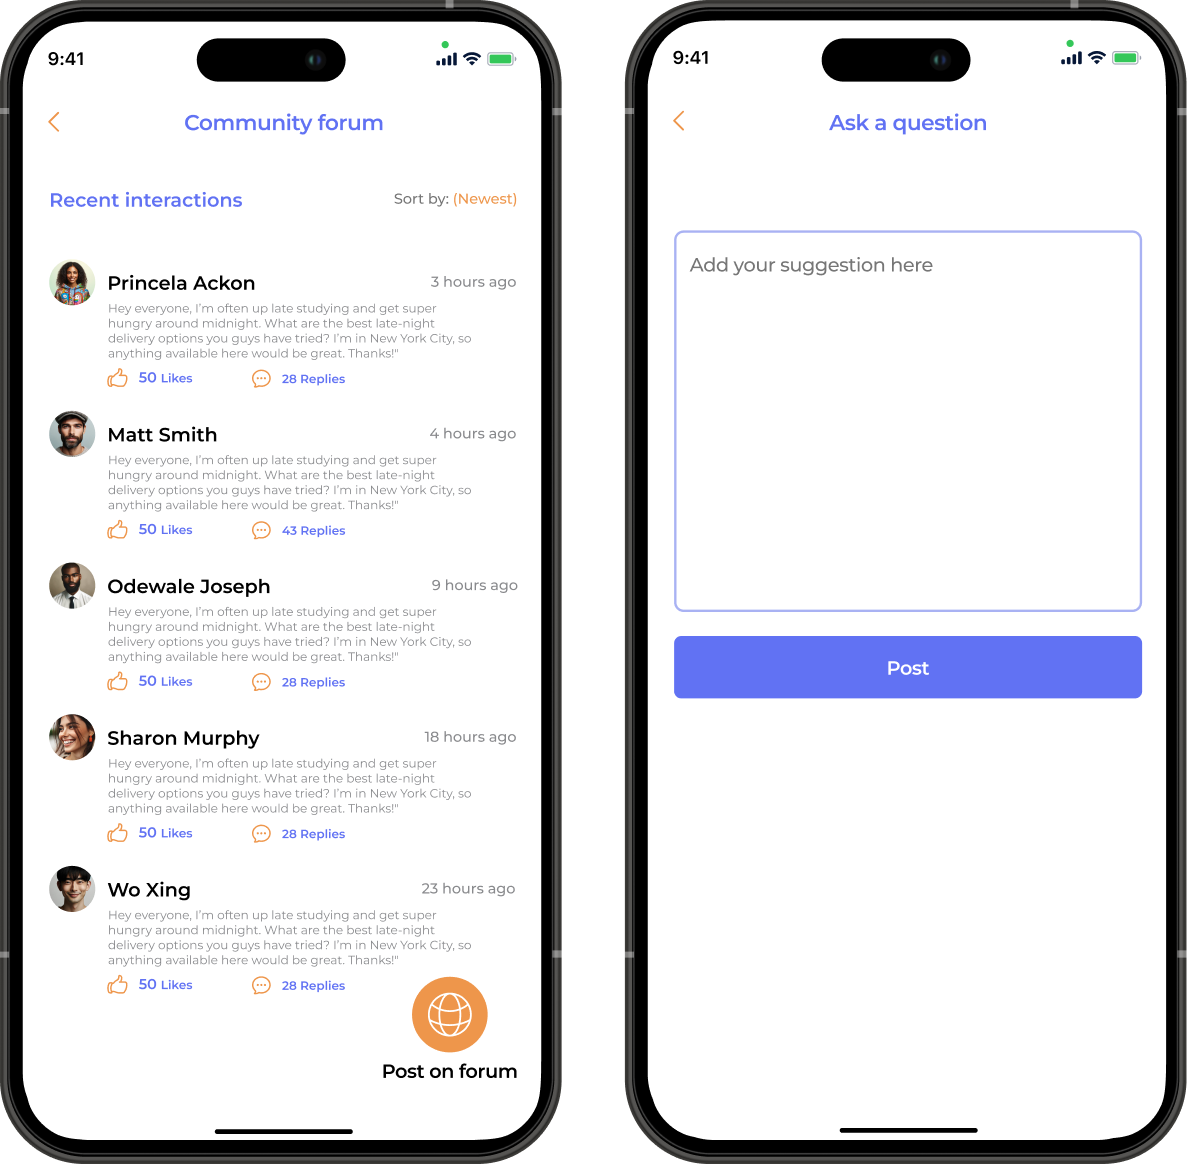 9:41
Community forum
Recent interactions
Sort by: (Newest)
Princela Ackon
3 hours ago
Hey everyone, I'm often up late studying and get super
hungry around midnight. What are the best late-night
delivery options you guys have tried? I'm in New York City, so
anything available here would be great. Thanks!"
50 Likes
28 Replies
Matt Smith
4 hours ago
Hey everyone, I'm often up late studying and get super
hungry around midnight. What are the best late-night
delivery options you guys have tried? I'm in New York City, so
anything available here would be great. Thanks!"
50 Likes
43 Replies
Odewale Joseph
9 hours ago
Hey everyone, I'm often up late studying and get super
hungry around midnight. What are the best late-night
delivery options you guys have tried? I'm in New York City, so
anything available here would be great. Thanks!"
50 Likes
28 Replies
Sharon Murphy
18 hours ago
Hey everyone, I'm often up late studying and get super
hungry around midnight. What are the best late-night
delivery options you guys have tried? I'm in New York City, so
anything available here would be great. Thanks!"
50 Likes
28 Replies
Wo Xing
23 hours ago
Hey everyone, I'm often up late studying and get super
hungry around midnight. What are the best late-night
delivery options you guys have tried? I'm in New York City, so
anything available here would be great. Thanks!"
50 Likes
28 Replies
Post on forum
9:41
Ask a question
Add your suggestion here
Post